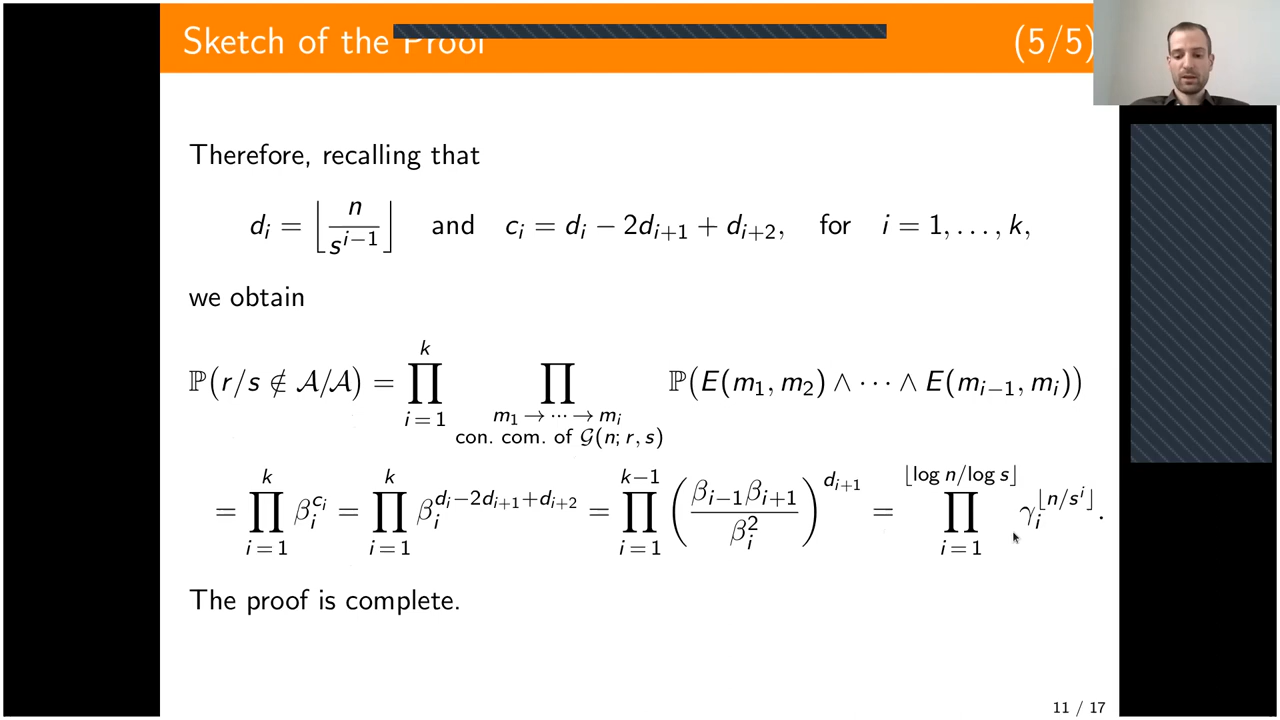 Sketch of the Proof (5/5)
Therefore, recalling that
d_i = ⌊n/s^{i−1}⌋ and c_i = d_i − 2d_{i+1} + d_{i+2}, for i = 1, . . . , k,
we obtain
ℙ(r/s ∉ 𝒜/𝒜) = ∏_{i=1}^{k} ∏_{m_1 → ··· → m_i con. com. of 𝒢(n; r, s)} ℙ(E(m_1, m_2) ∧ ··· ∧ E(m_{i−1}, m_i))
= ∏_{i=1}^{k} β_i^{c_i} = ∏_{i=1}^{k} β_i^{d_i−2d_{i+1}+d_{i+2}} = ∏_{i=1}^{k−1} (β_{i−1}β_{i+1}/β_i^2)^{d_{i+1}} = ∏_{i=1}^{⌊log n/log s⌋} γ_i^{⌊n/s^i⌋}.
The proof is complete.
11 / 17